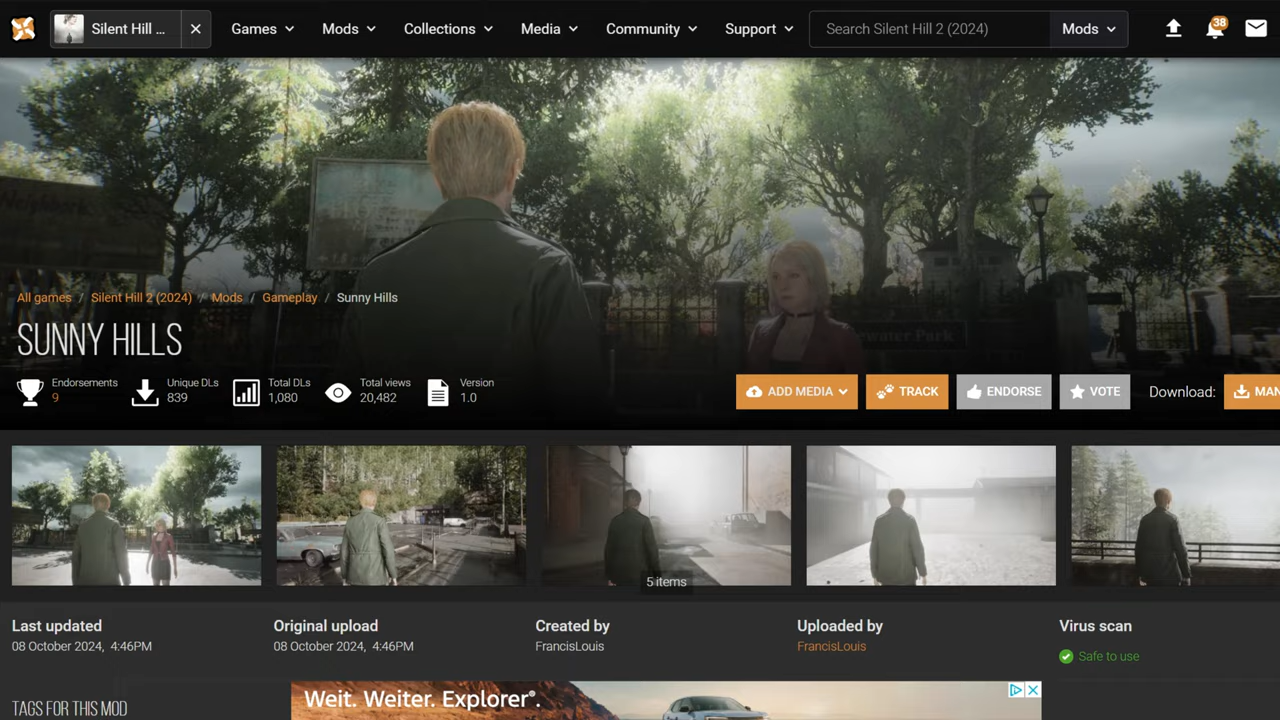 Silent Hill ...
Games
Mods
Collections
Media
Community
Support
Search Silent Hill 2 (2024)
Mods
38
All games / Silent Hill 2 (2024) / Mods / Gameplay / Sunny Hills
SUNNY HILLS
Endorsements
9
Unique DLs
839
Total DLs
1,080
Total views
20,482
Version
1.0
ADD MEDIA
TRACK
ENDORSE
VOTE
Download:
MAN
5 items
Last updated
08 October 2024, 4:46PM
Original upload
08 October 2024, 4:46PM
Created by
FrancisLouis
Uploaded by
FrancisLouis
Virus scan
Safe to use
TAGS FOR THIS MOD
Weit. Weiter. Explorer®.